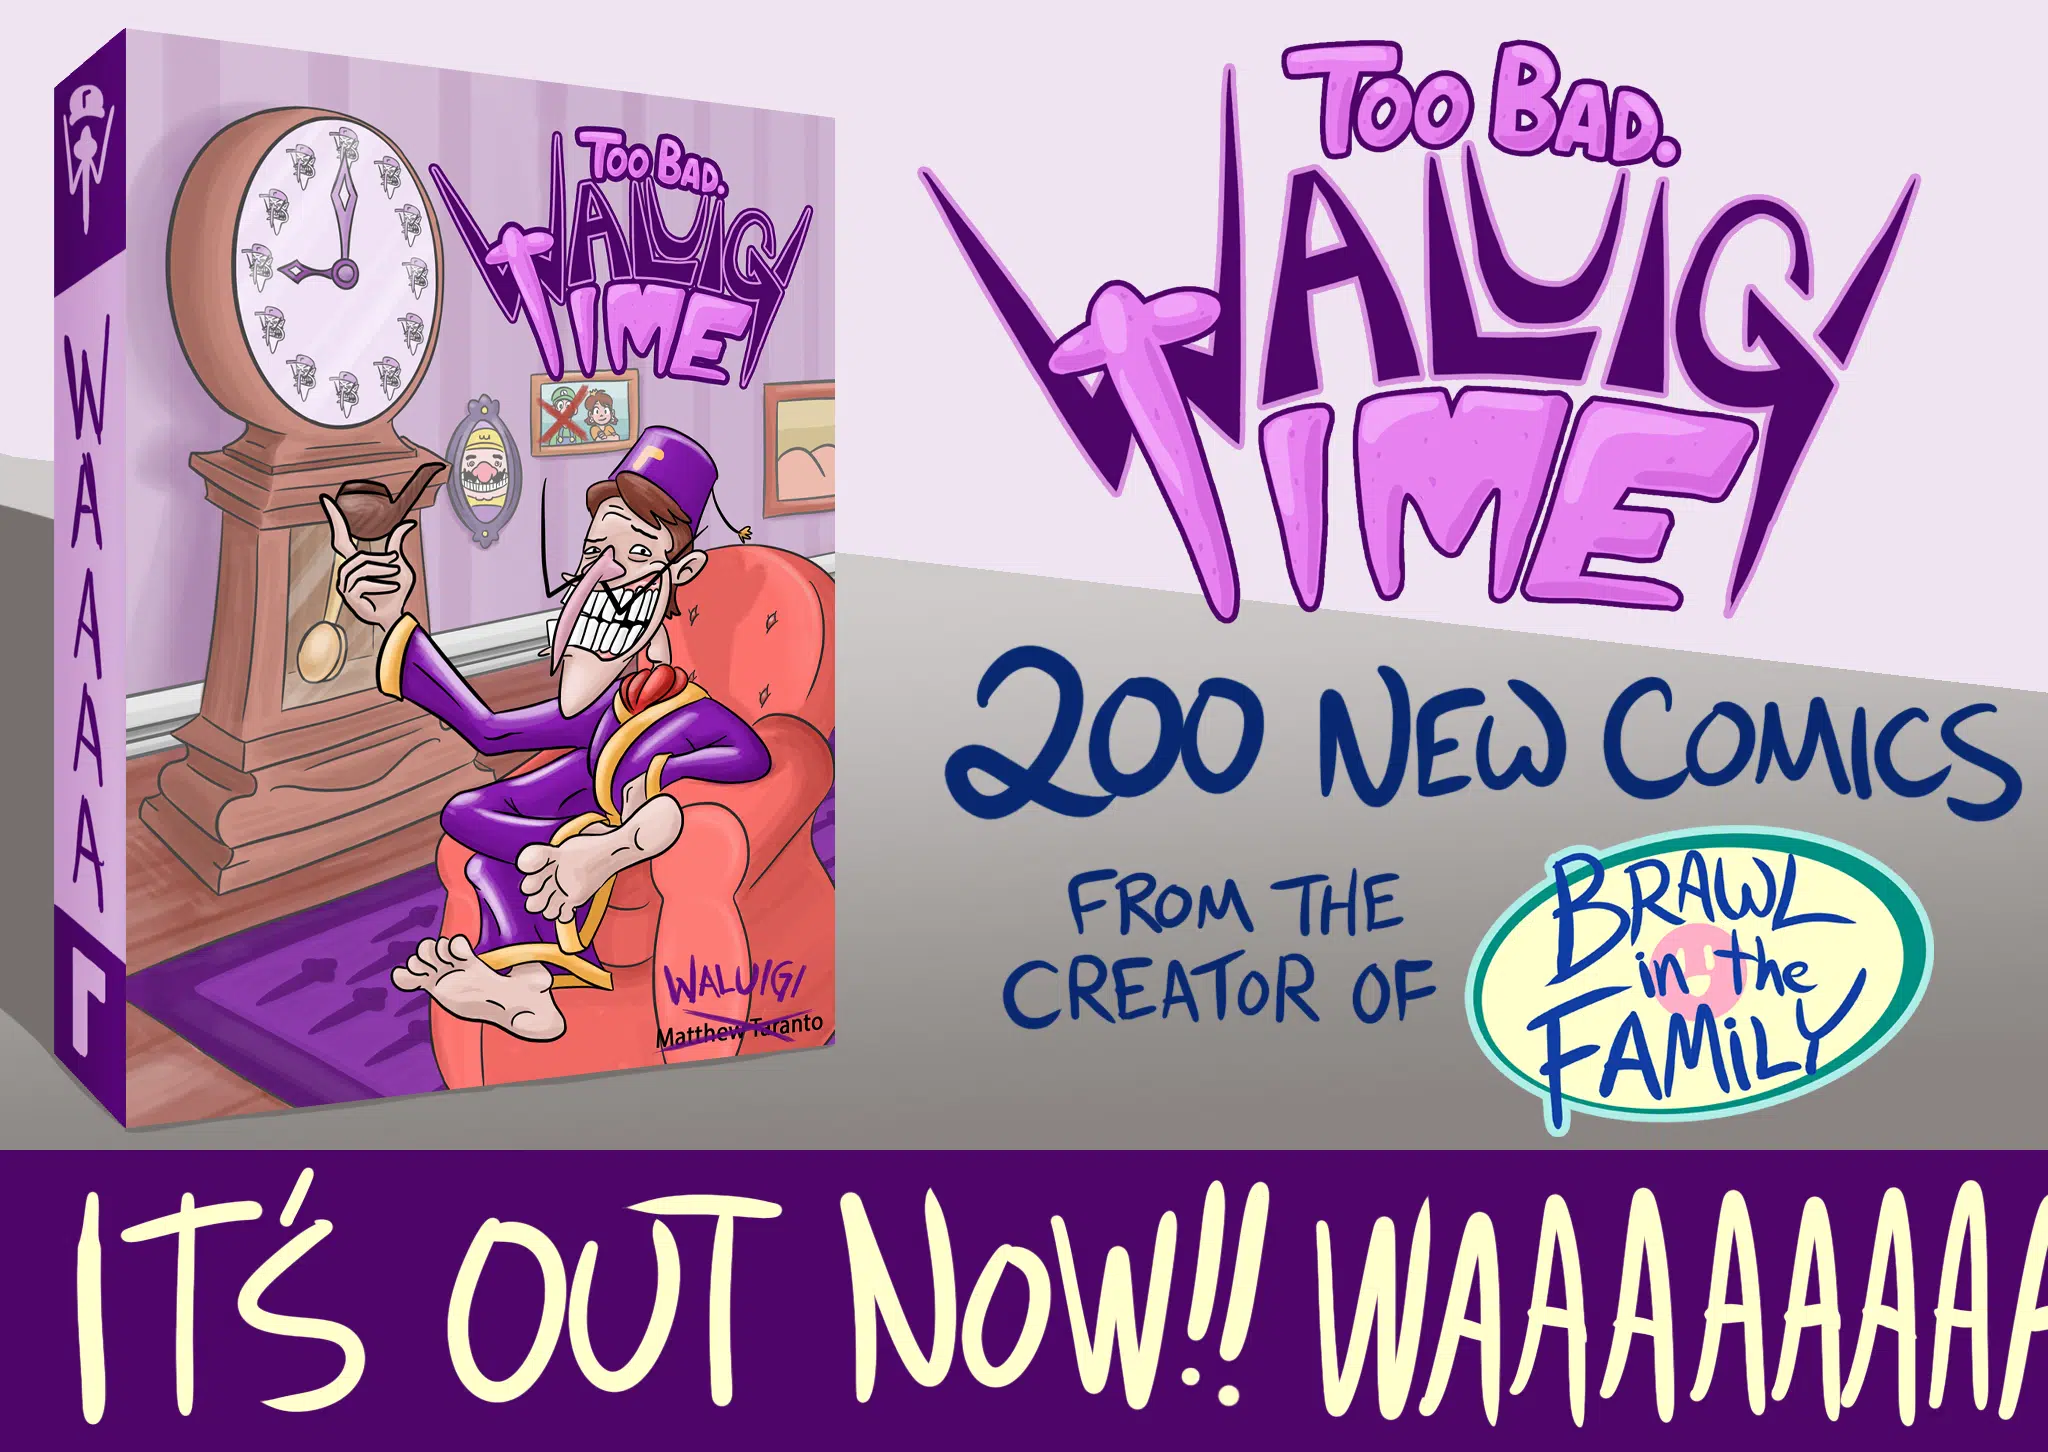 WAAAAA
TOO BAD.
WALUIGI
TIME
WALUIGI
Matthew Taranto
TOO BAD.
WALUIGI
TIME
200 NEW COMICS
FROM THE
CREATOR OF
BRAWL
in the
FAMiLY
IT'S OUT NOW!! WAAAAAAA